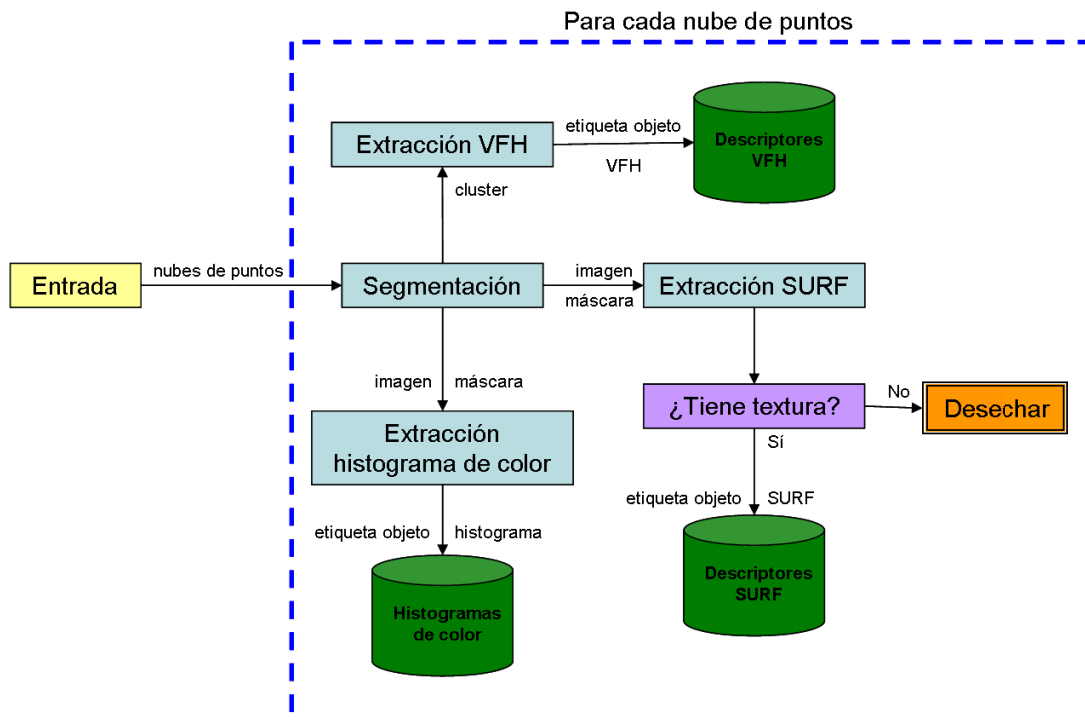 Para cada nube de puntos
etiqueta objeto
Extracción VFH
VFH
Descriptores
VFH
cluster
nubes de puntos
imagen
Entrada
Segmentación
máscara
Extracción SURF
imagen
máscara
¿Tiene textura?
No
Desechar
Extracción
histograma de color
Sí
etiqueta objeto
SURF
etiqueta objeto
histograma
Descriptores
SURF
Histogramas
de color